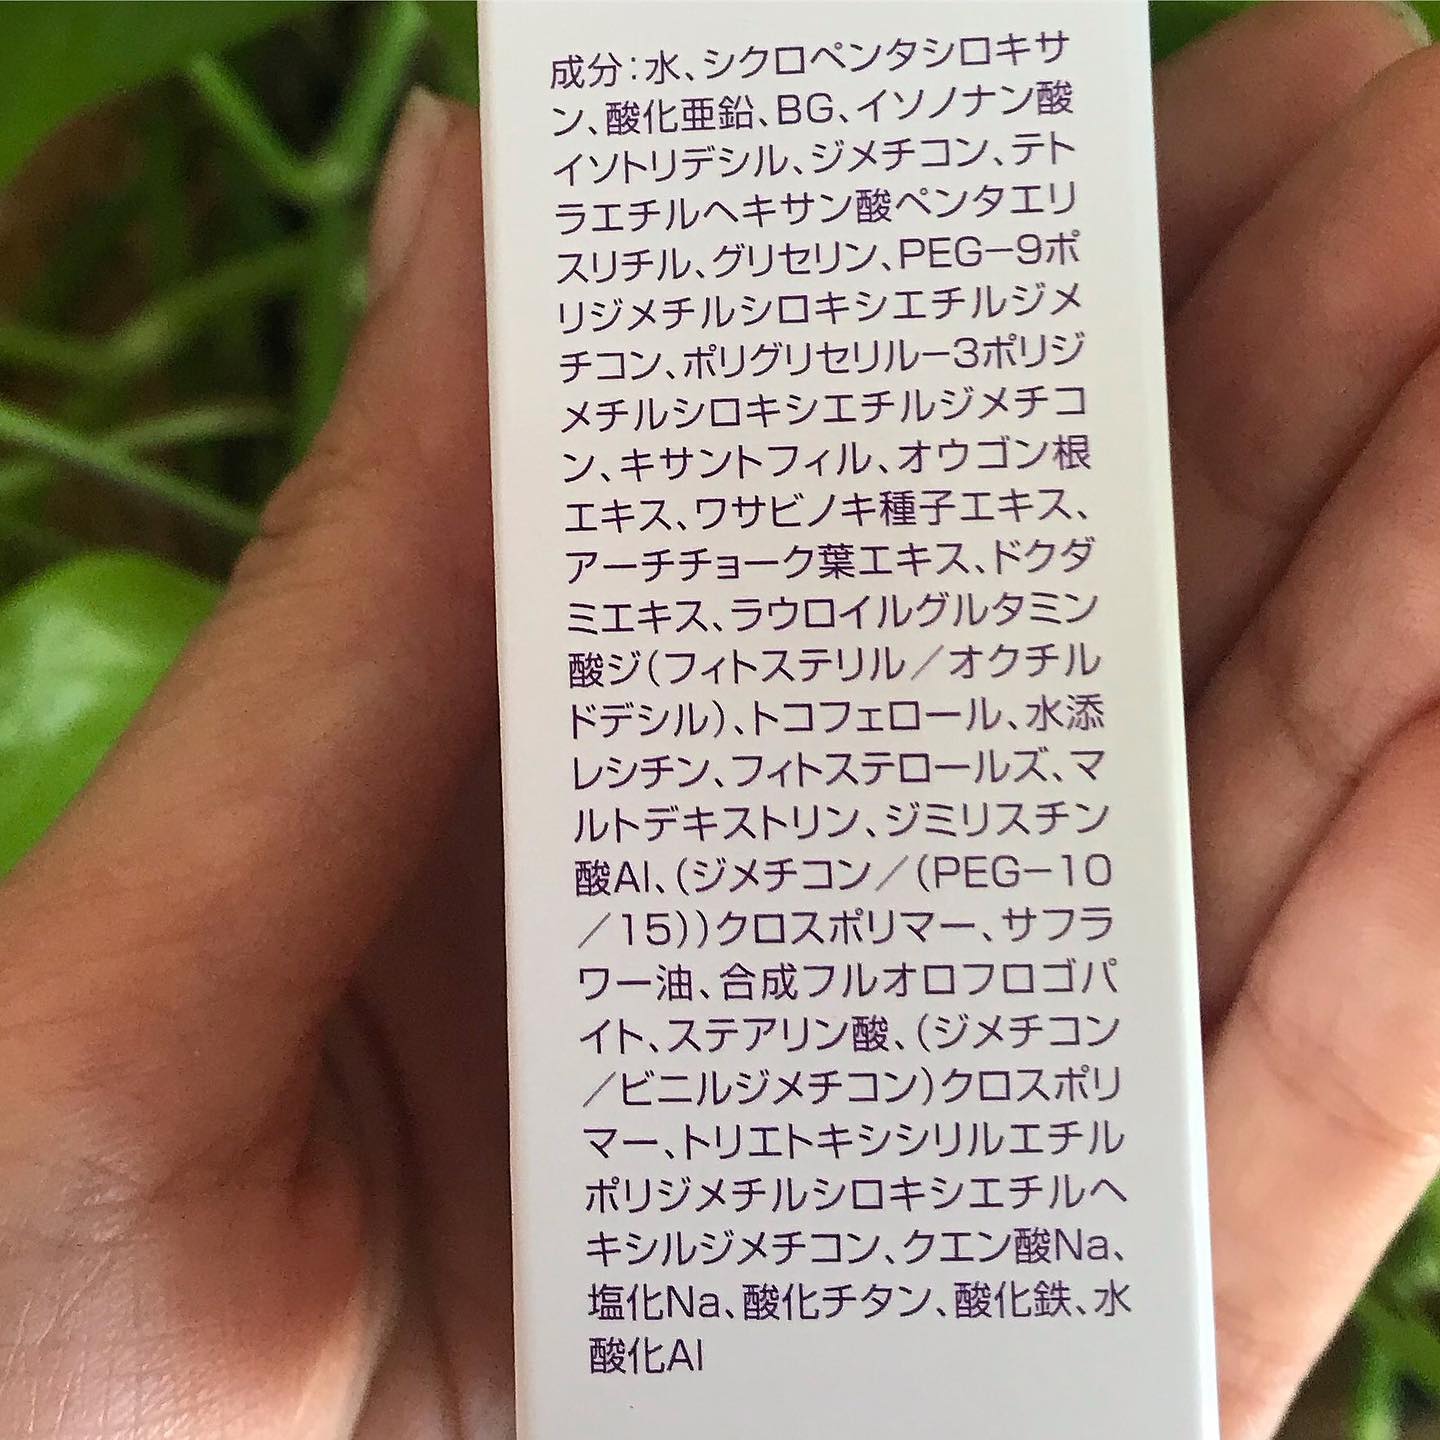 成分：水、シクロペンタシロキサ
ン、酸化亜鉛、BG、イソノナン酸
イソトリデシル、ジメチコン、テト
ラエチルヘキサン酸ペンタエリ
スリチル、グリセリン、PEG−9ポ
リジメチルシロキシエチルジメ
チコン、ポリグリセリル−3ポリジ
メチルシロキシエチルジメチコ
ン、キサントフィル、オウゴン根
エキス、ワサビノキ種子エキス、
アーチチョーク葉エキス、ドクダ
ミエキス、ラウロイルグルタミン
酸ジ（フィトステリル／オクチル
ドデシル）、トコフェロール、水添
レシチン、フィトステロールズ、マ
ルトデキストリン、ジミリスチン
酸Al、（ジメチコン／（PEG−10
／15））クロスポリマー、サフラ
ワー油、合成フルオロフロゴパ
イト、ステアリン酸、（ジメチコン
／ビニルジメチコン）クロスポリ
マー、トリエトキシシリルエチル
ポリジメチルシロキシエチルヘ
キシルジメチコン、クエン酸Na、
塩化Na、酸化チタン、酸化鉄、水
酸化Al